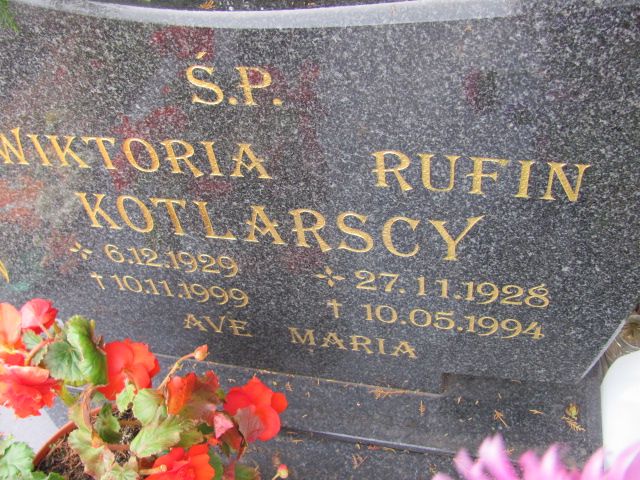 Ś.P.
WIKTORIA RUFIN
KOTLARSCY
6.12.1929 27.11.1928
†10.11.1999 † 10.05.1994
AVE MARIA